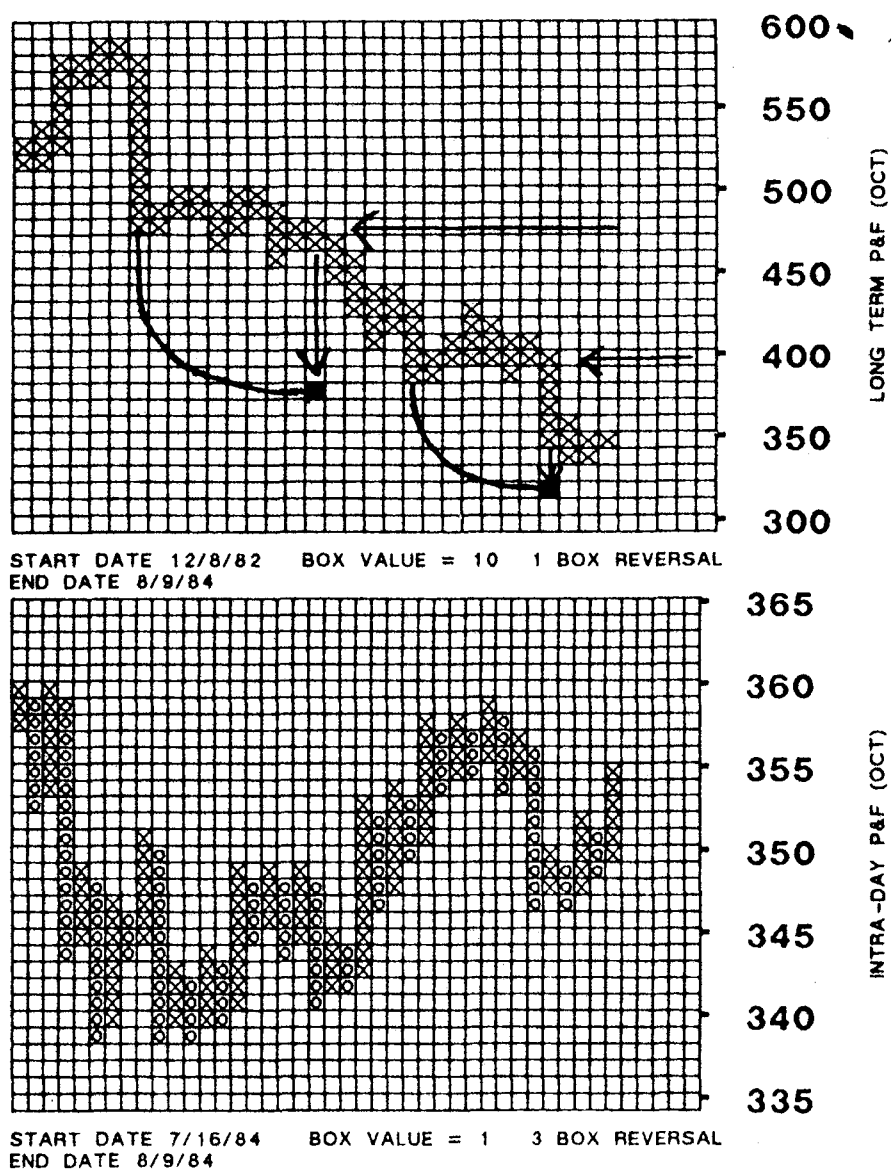 600
550
500
450
400
350
300
LONG TERM P&F (OCT)
START DATE 12/8/82 BOX VALUE = 10 1 BOX REVERSAL
END DATE 8/9/84
365
360
355
350
345
340
335
INTRA-DAY P&F (OCT)
START DATE 7/16/84 BOX VALUE = 1 3 BOX REVERSAL
END DATE 8/9/84